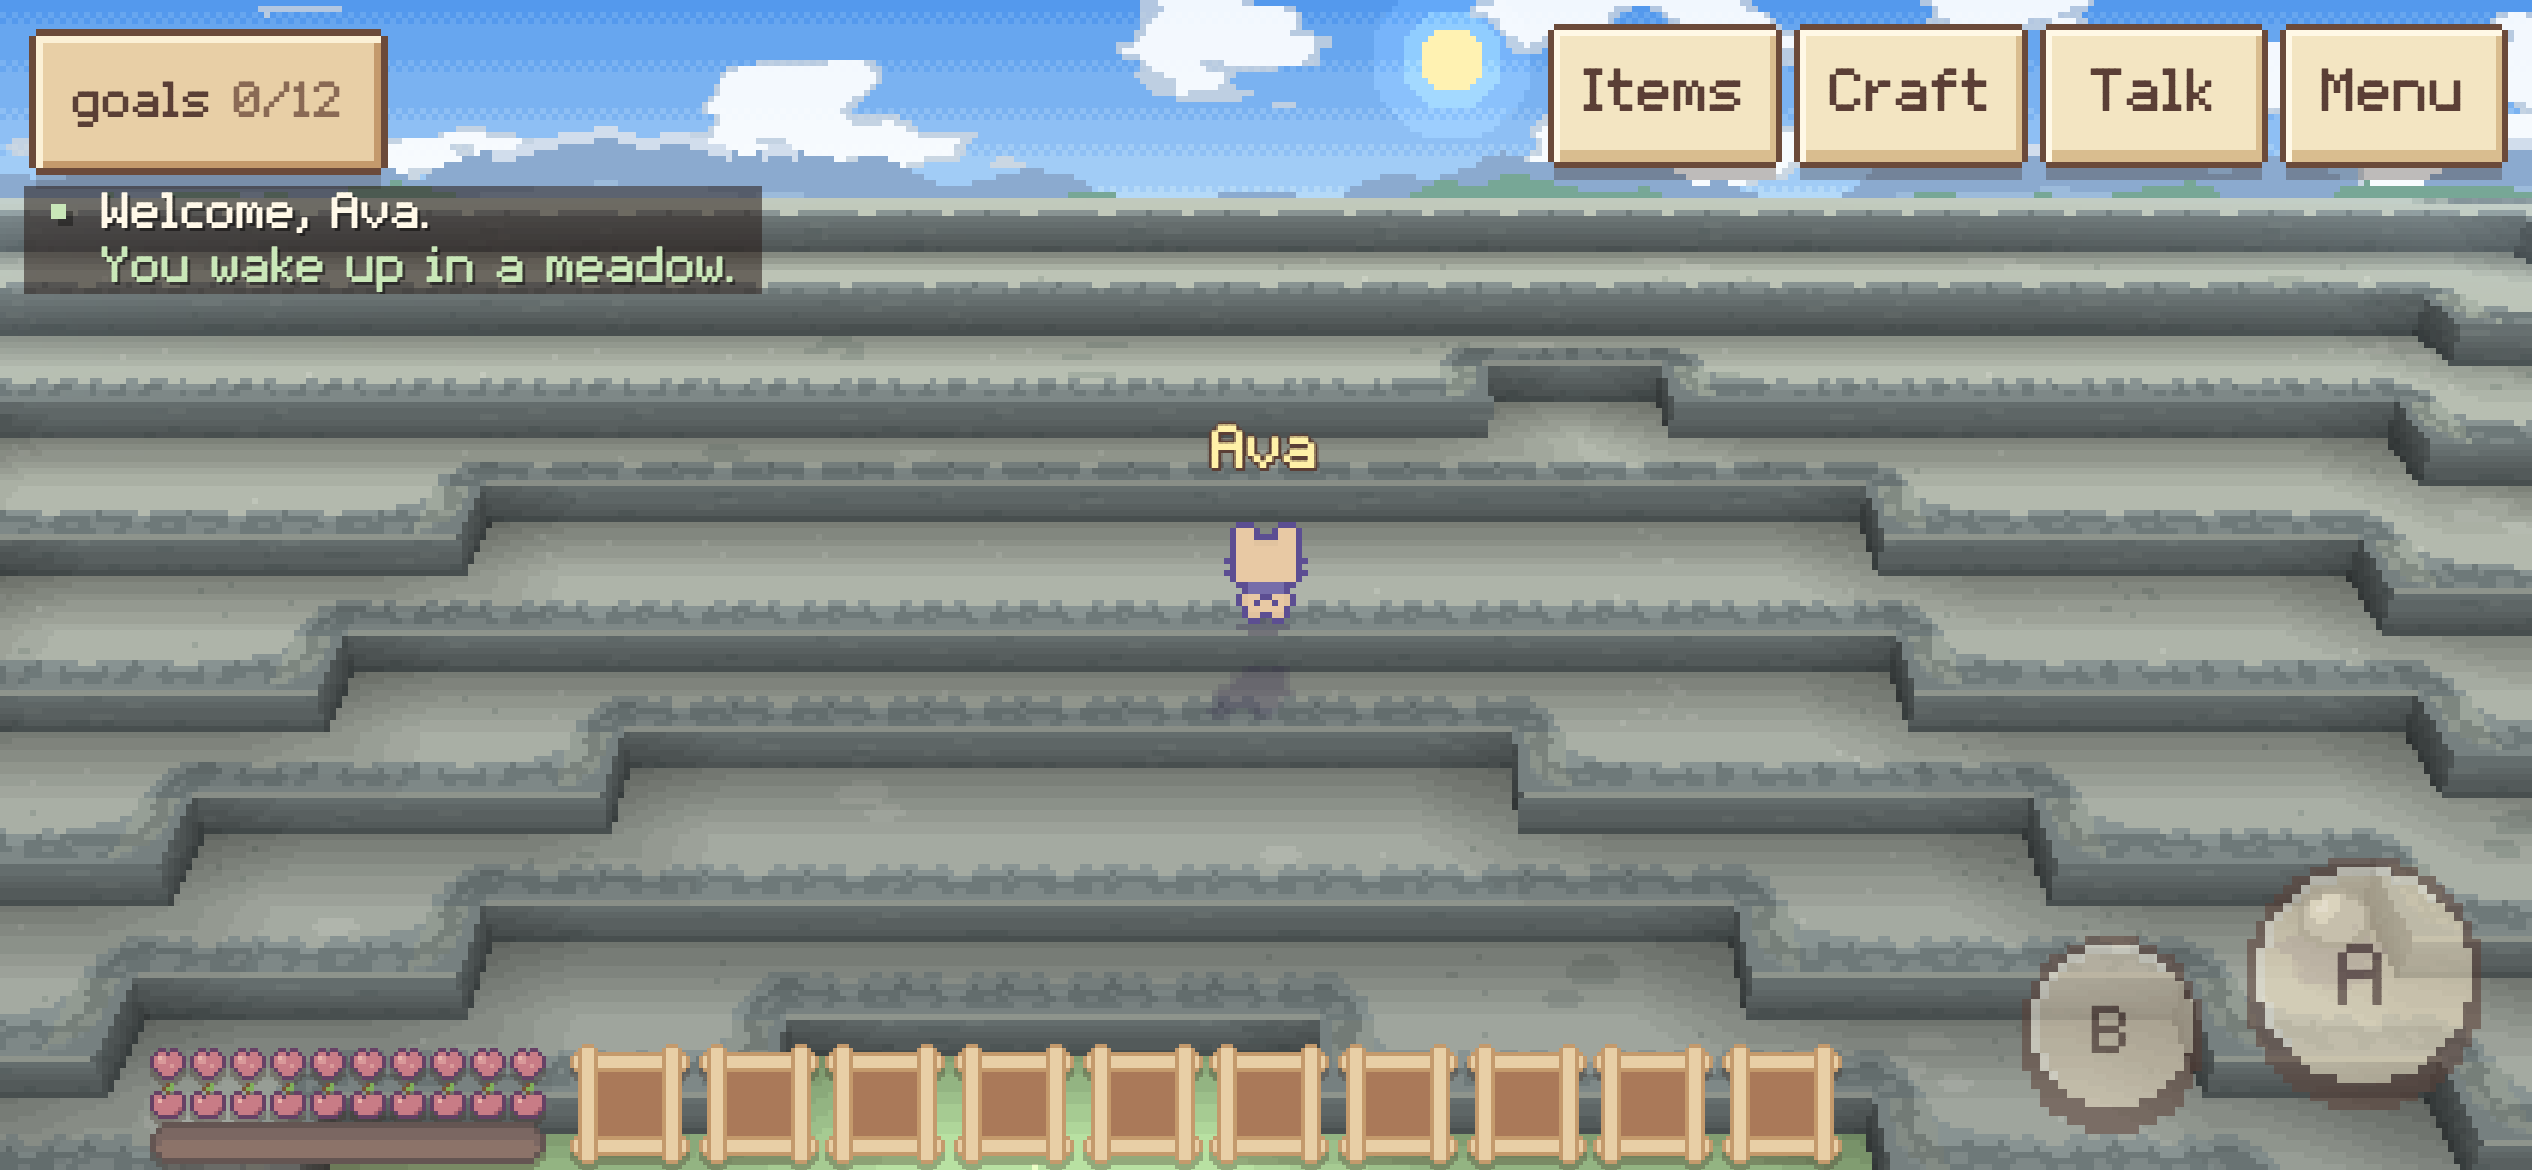 goals 0/12
Items
Craft
Talk
Menu
Welcome, Ava.
You wake up in a meadow.
Ava
A
B